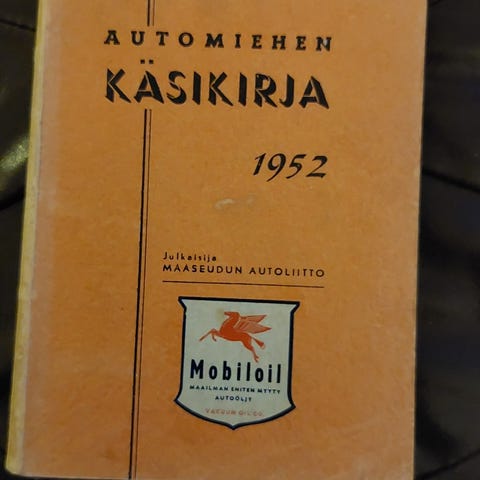 AUTOMIEHEN
KÄSIKIRJA
1952
Julkaisija
MAASEUDUN AUTOLIITTO
Mobiloil
MAAILMAN ENITEN MYYTY
AUTOÖLJY
VACUUM OIL CO.